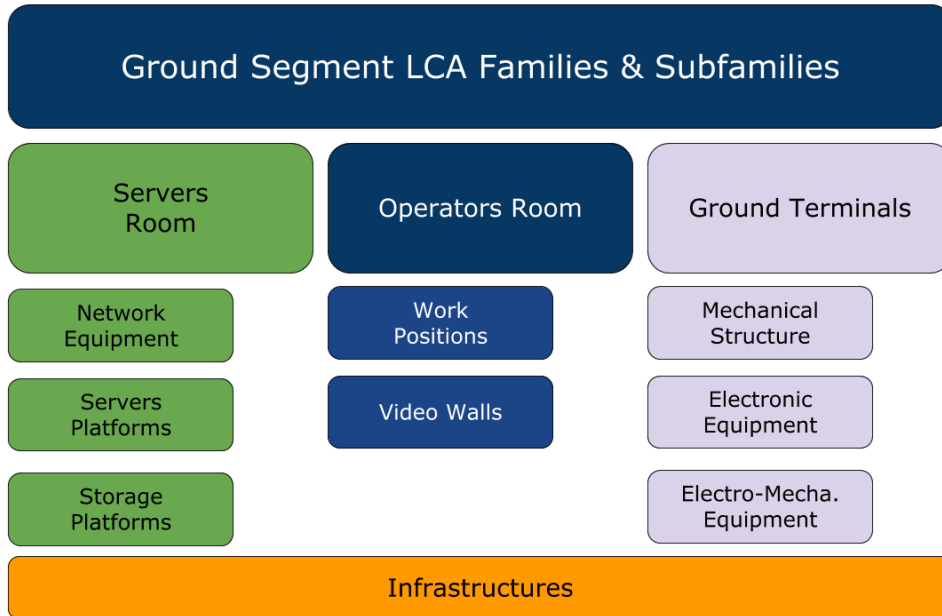 Ground Segment LCA Families & Subfamilies
Servers
Room
Operators Room
Ground Terminals
Network
Equipment
Work
Positions
Mechanical
Structure
Servers
Platforms
Video Walls
Electronic
Equipment
Storage
Platforms
Electro-Mecha.
Equipment
Infrastructures